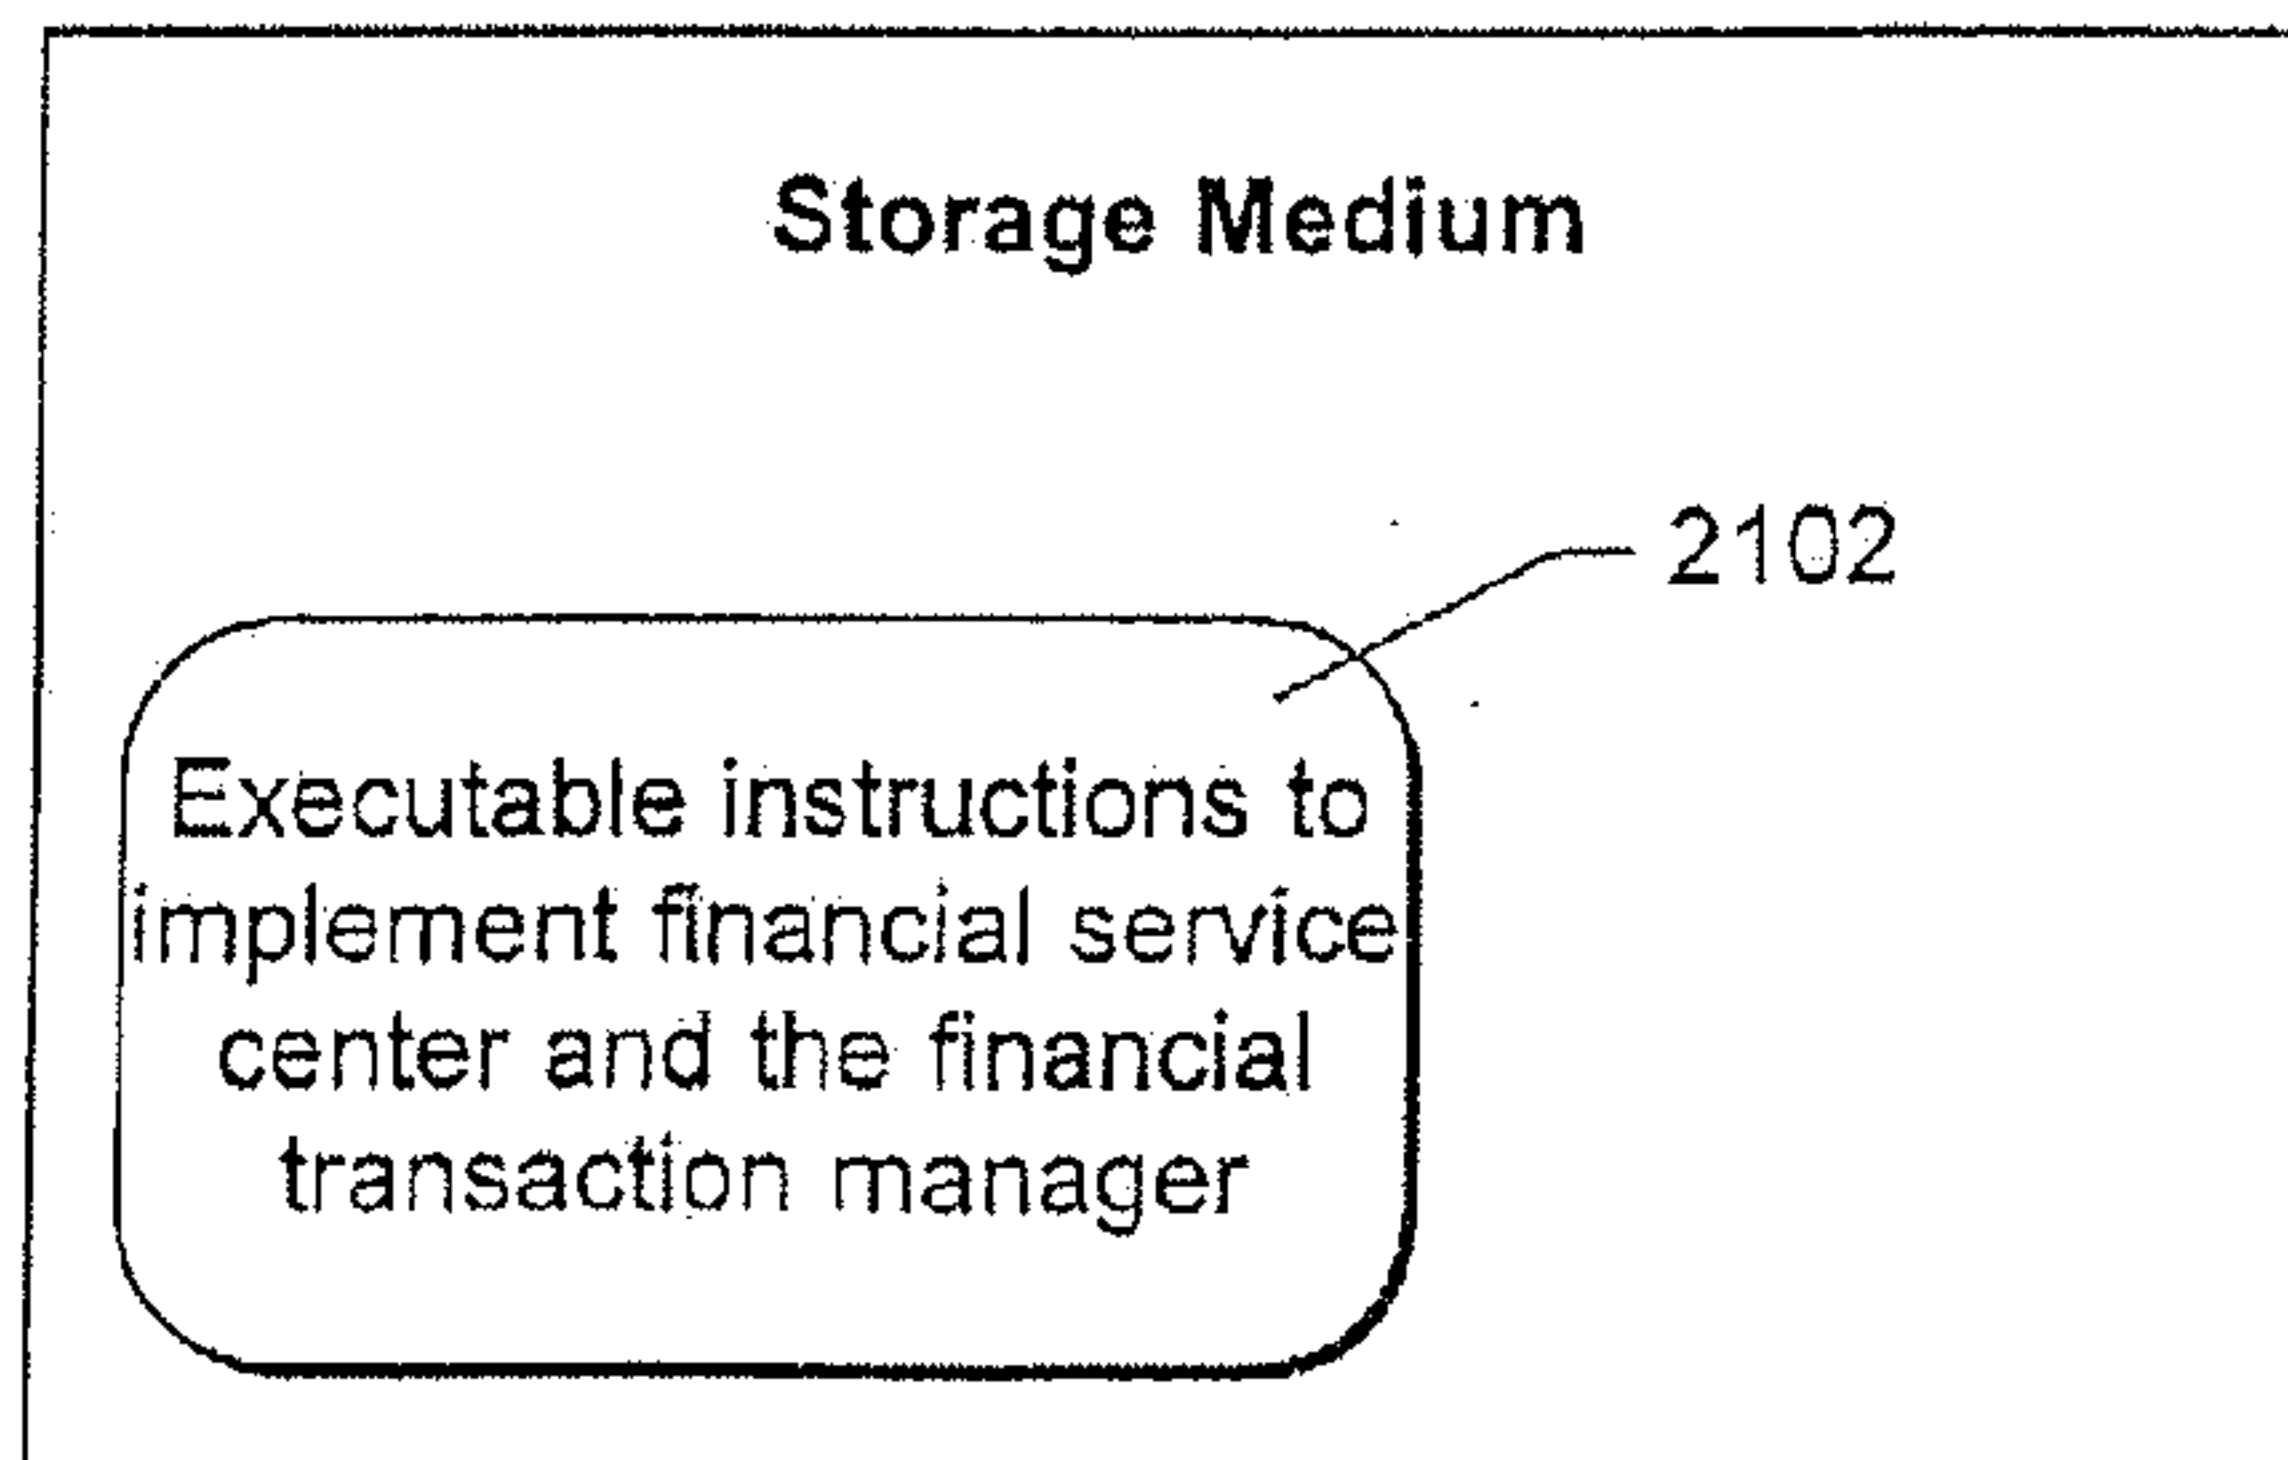 Storage Medium
2102
Executable instructions to
implement financial service
center and the financial
transaction manager